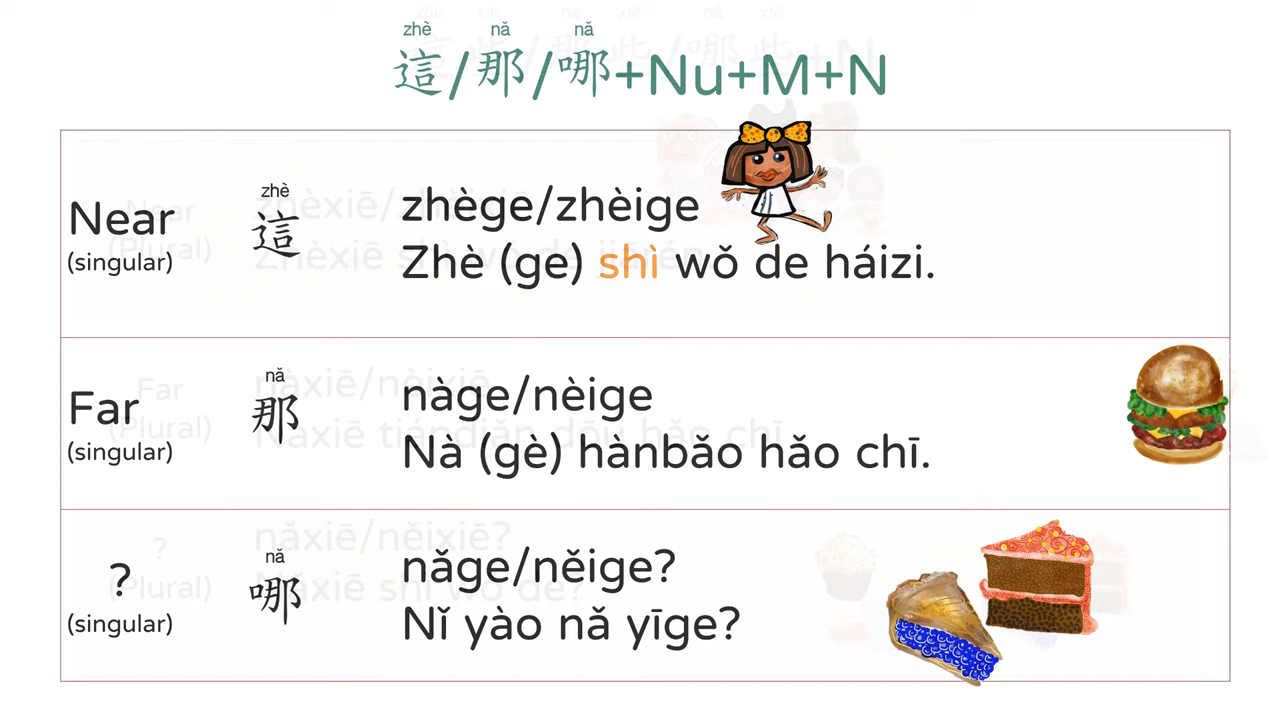 zhè nǎ nǎ
這/那/哪+Nu+M+N
Near
(singular)
zhè
這
zhège/zhèige
Zhè (ge) shì wǒ de háizi.
Far
(singular)
nǎ
那
nàge/nèige
Nà (gè) hànbǎo hǎo chī.
?
(singular)
nǎ
哪
nǎge/něige?
Nǐ yào nǎ yīge?